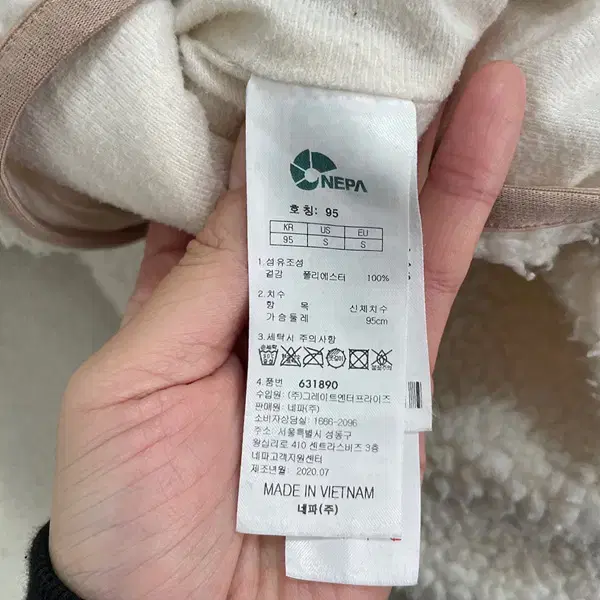 NEPA
호칭: 95
KR US EU
95 S S
1.섬유조성
겉감 폴리에스터 100%
2.치수
항 목 신체치수
가슴둘레 95cm
3.세탁시 주의사항
4.품번 631890
수입원: (주)그레이트엔터프라이즈
판매원: 네파(주)
소비자상담실: 1666-2096
주소: 서울특별시 성동구
왕십리로 410 센트라스비즈 3층
네파고객지원센터
제조년월 2020.07
MADE IN VIETNAM
네파(주)